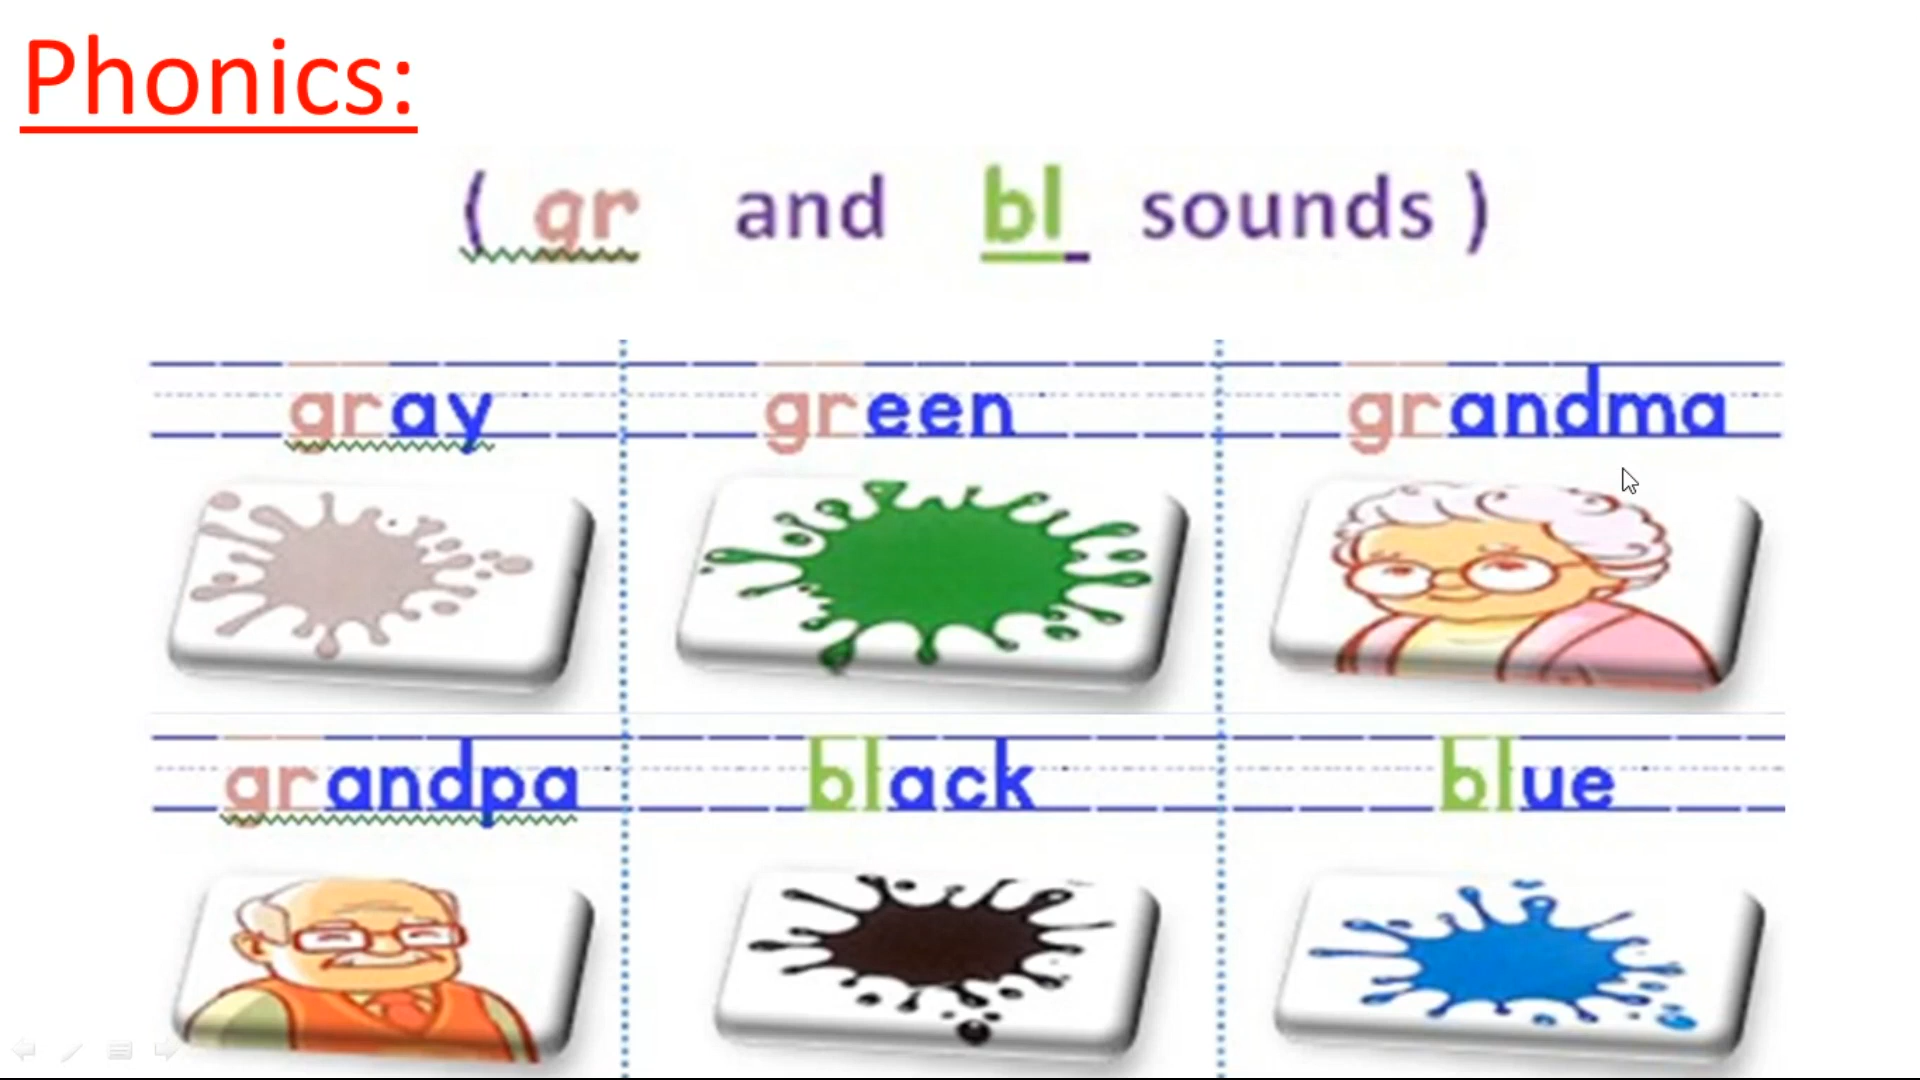 Phonics:
( gr and bl sounds )
gray green grandma
grandpa black blue